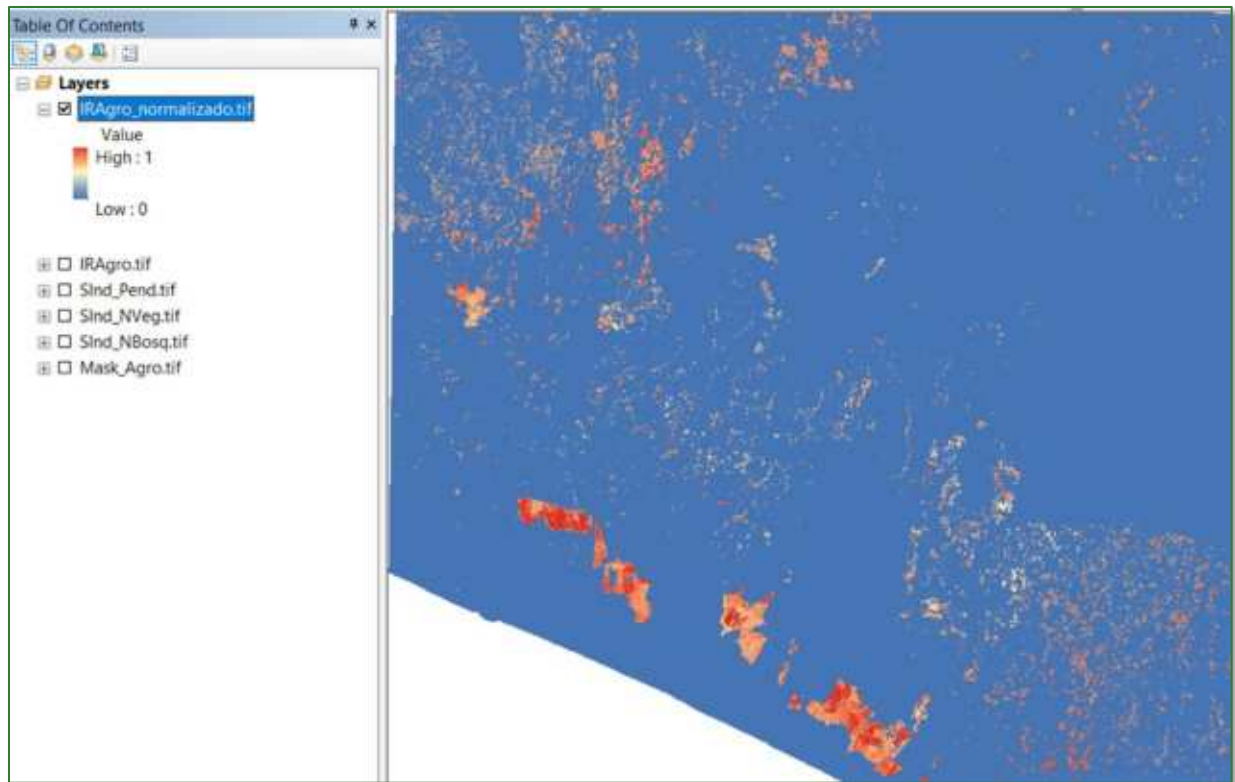 Table Of Contents
Layers
IRAgro_normalizado.tif
Value
High : 1
Low : 0
IRAgro.tif
SInd_Pend.tif
SInd_NVeg.tif
SInd_NBosq.tif
Mask_Agro.tif